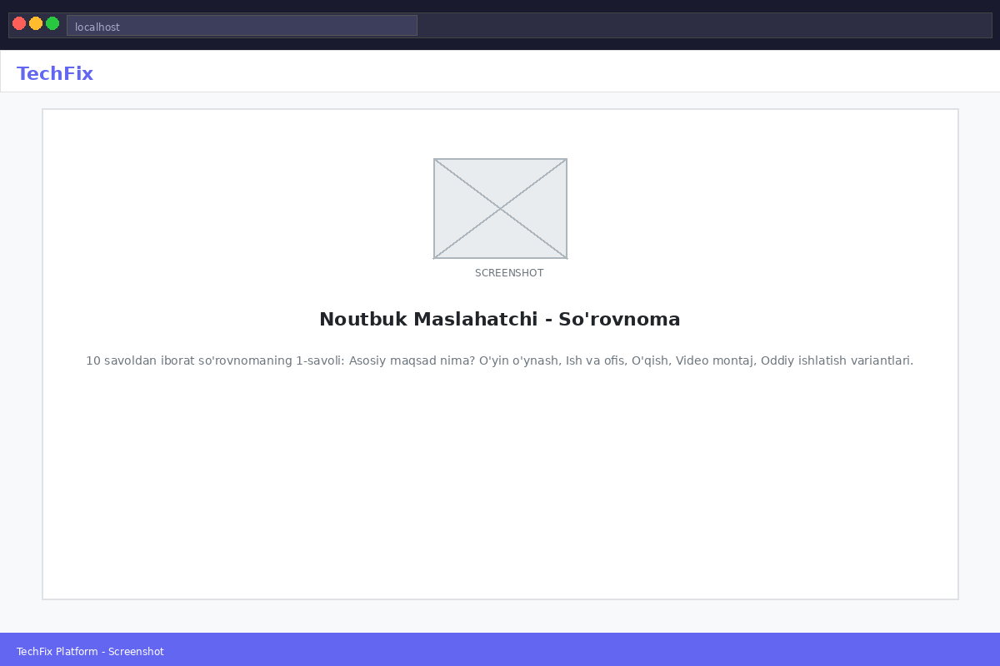 localhost
TechFix
SCREENSHOT
Noutbuk Maslahatchi - So'rovnoma
10 savoldan iborat so'rovnomaning 1-savoli: Asosiy maqsad nima? O'yin o'ynash, Ish va ofis, O'qish, Video montaj, Oddiy ishlatish variantlari.
TechFix Platform - Screenshot